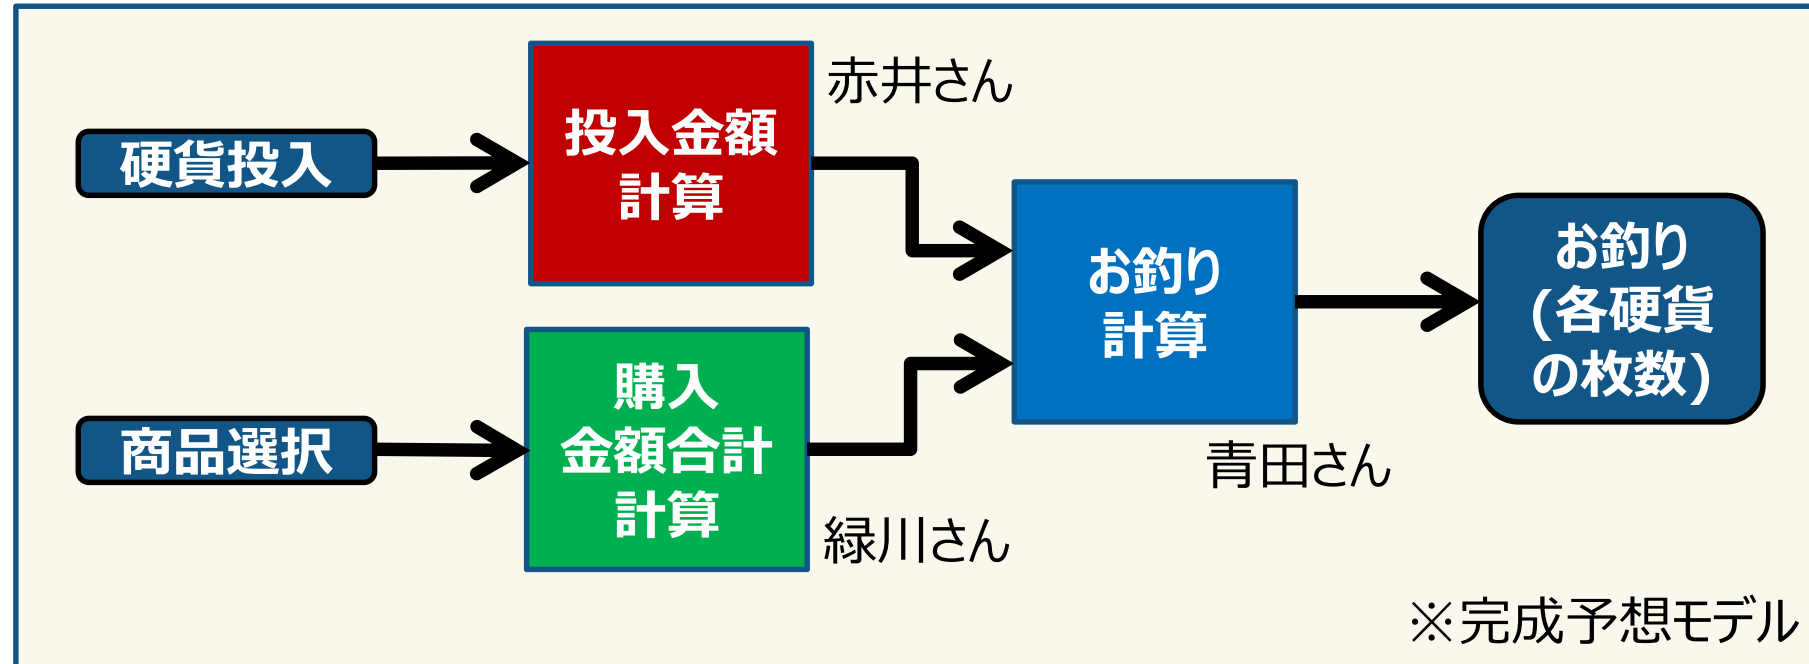 硬貨投入
投入金額
計算
赤井さん
商品選択
購入
金額合計
計算
緑川さん
お釣り
計算
青田さん
お釣り
(各硬貨
の枚数)
※完成予想モデル